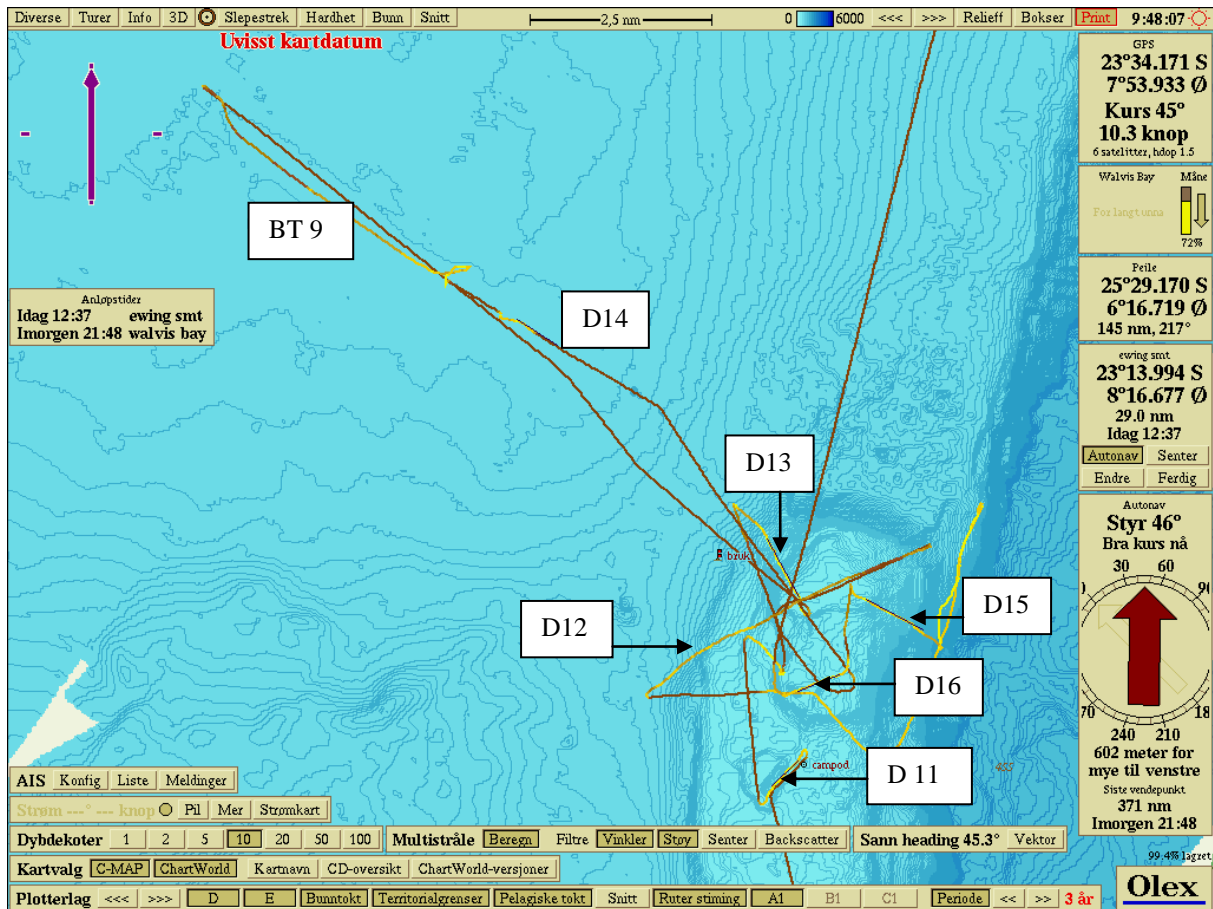 Diverse Turer Info 3D Slepestrek Hardhet Bunn Snitt 2,5 nm 0 6000 <<< >>> Relieff Bokser Print 9:48:07
Uvisst kartdatum
GPS
23°34.171 S
7°53.933 Ø
Kurs 45°
10.3 knop
6 satelitter, hdop 1.5
Walvis Bay Måne
For langt unna
72%
Peile
25°29.170 S
6°16.719 Ø
145 nm, 217°
ewing smt
23°13.994 S
8°16.677 Ø
29.0 nm
Idag 12:37
Autonav Senter
Endre Ferdig
Autonav
Styr 46°
Bra kurs nå
30 60
240 210
602 meter for
mye til venstre
Siste vendepunkt
371 nm
Imorgen 21:48
99.4% lagret
BT 9
Anløpstider
Idag 12:37 ewing smt
Imorgen 21:48 walvis bay
D14
D13
bruk
D15
D12
D16
D 11
campod
455
AIS Konfig Liste Meldinger
Strøm ---° --- knop Pil Mer Strømkart
Dybdekoter 1 2 5 10 20 50 100 Multistråle Beregn Filtre Vinkler Støy Senter Backscatter Sann heading 45.3° Vektor
Kartvalg C-MAP ChartWorld Kartnavn CD-oversikt ChartWorld-versjoner
Plotterlag <<< >>> D E Bunntokt Territorialgrenser Pelagiske tokt Snitt Ruter stiming A1 B1 C1 Periode << >> 3 år
Olex